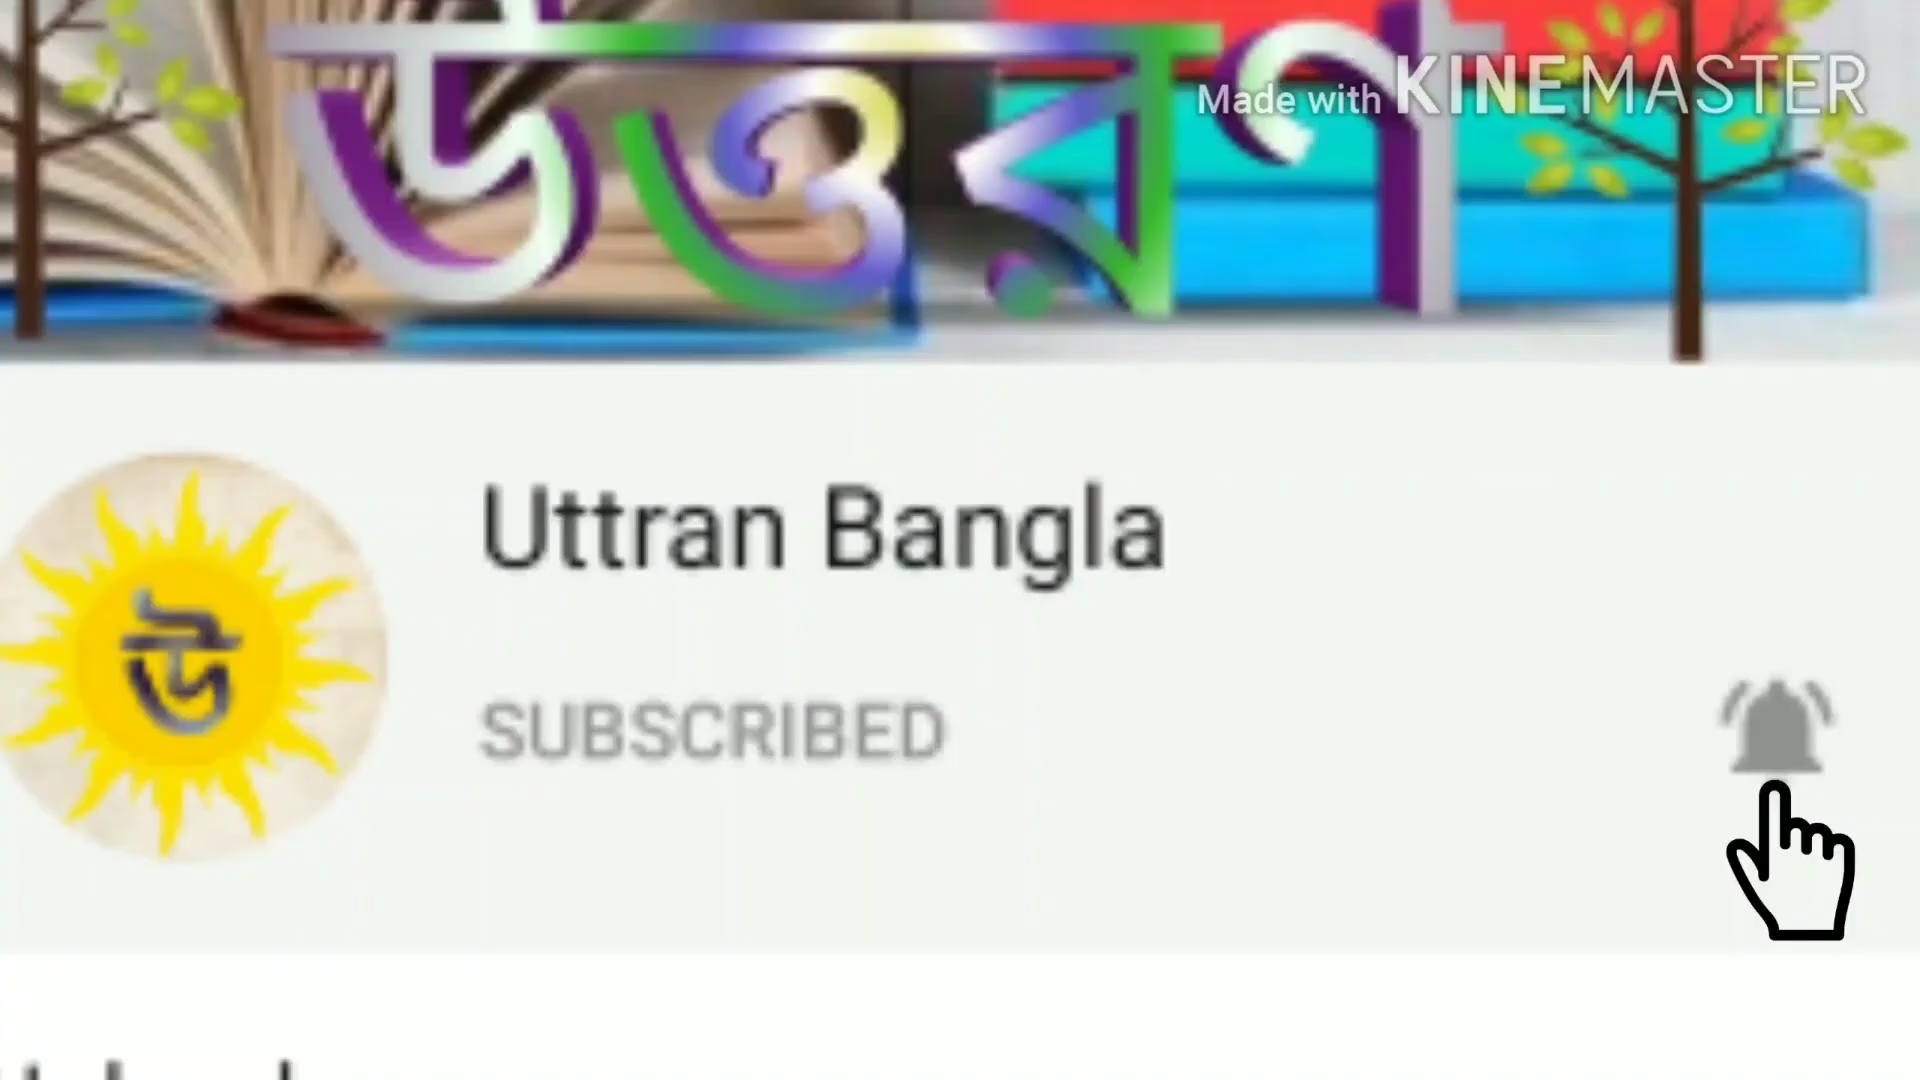 উত্তরণ
Made with KINEMASTER
উ
Uttran Bangla
SUBSCRIBED